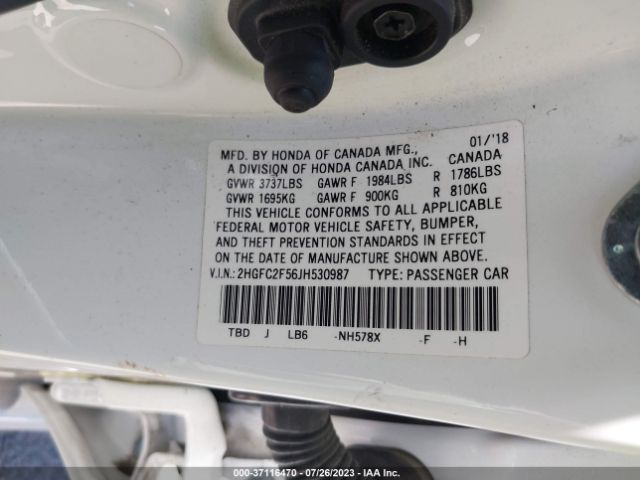 MFD. BY HONDA OF CANADA MFG., 01/'18
A DIVISION OF HONDA CANADA INC. CANADA
GVWR 3737LBS GAWR F 1984LBS R 1786LBS
GVWR 1695KG GAWR F 900KG R 810KG
THIS VEHICLE CONFORMS TO ALL APPLICABLE
FEDERAL MOTOR VEHICLE SAFETY, BUMPER,
AND THEFT PREVENTION STANDARDS IN EFFECT
ON THE DATE OF MANUFACTURE SHOWN ABOVE.
V.I.N.: 2HGFC2F56JH530987 TYPE: PASSENGER CAR
TBD J LB6 -NH578X -F -H
000-37116470 - 07/26/2023 - IAA Inc.